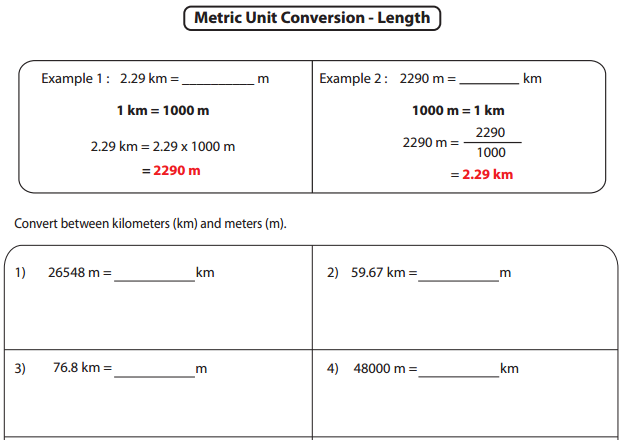 Metric Unit Conversion - Length
Example 1 : 2.29 km = __________ m
1 km = 1000 m
2.29 km = 2.29 x 1000 m
= 2290 m
Example 2 : 2290 m = ________ km
1000 m = 1 km
2290 m = 2290/1000
= 2.29 km
Convert between kilometers (km) and meters (m).
1) 26548 m = ___________ km
2) 59.67 km = ___________ m
3) 76.8 km = ___________ m
4) 48000 m = ___________ km